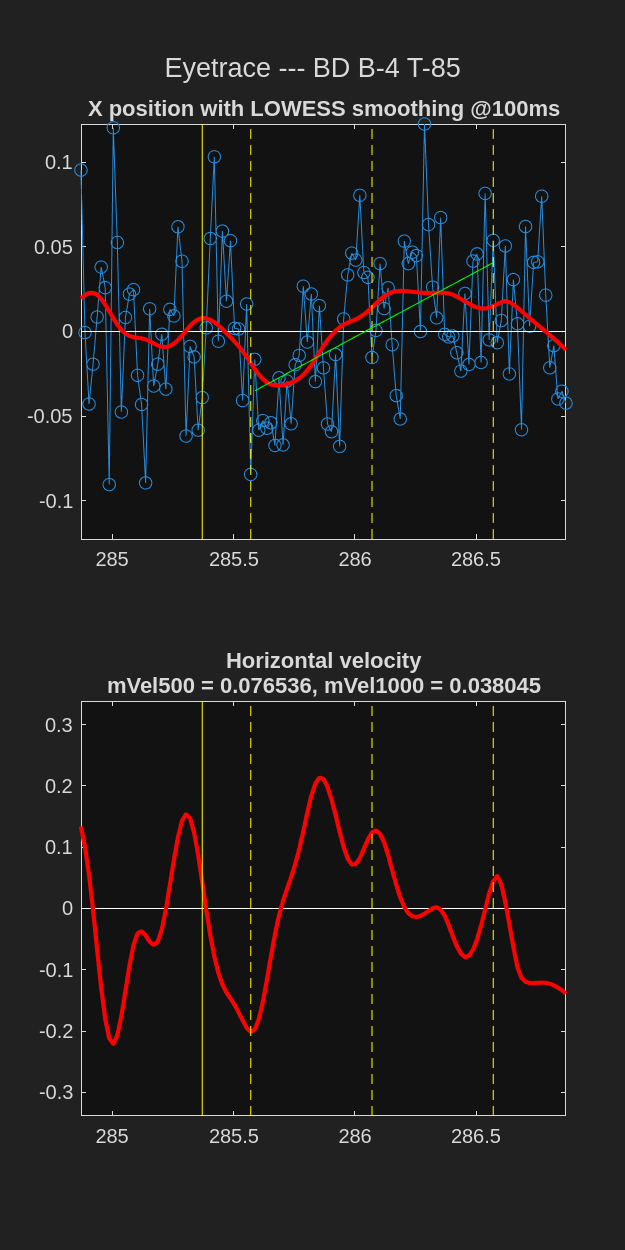 Eyetrace --- BD B-4 T-85
X position with LOWESS smoothing @100ms
0.1
0.05
0
-0.05
-0.1
285 285.5 286 286.5
Horizontal velocity
mVel500 = 0.076536, mVel1000 = 0.038045
0.3
0.2
0.1
0
-0.1
-0.2
-0.3
285 285.5 286 286.5